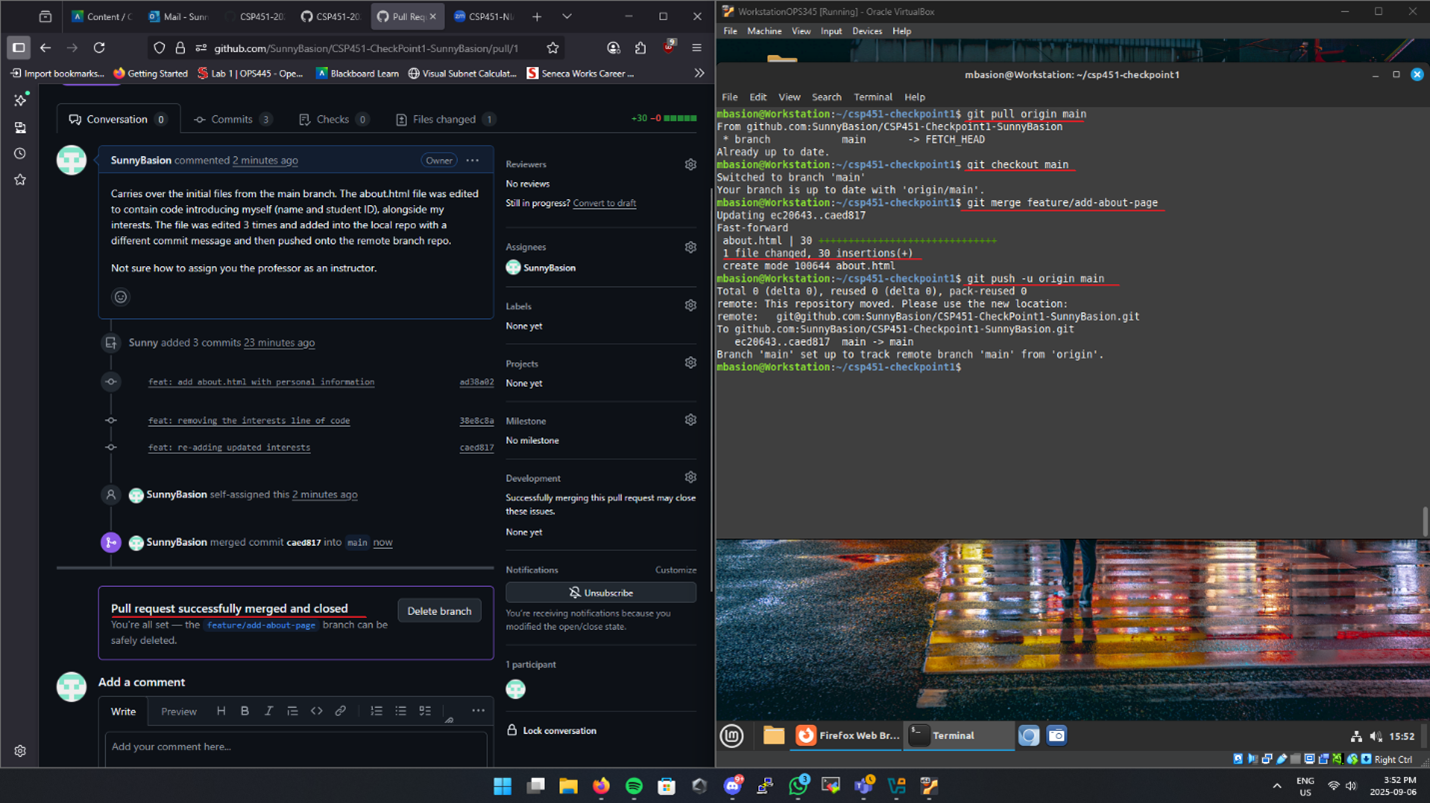 Content / C
Mail - Sunn
CSP451-202
CSP451-202
Pull Req
CSP451-NI
github.com/SunnyBasion/CSP451-CheckPoint1-SunnyBasion/pull/1
9
Import bookmarks...
Getting Started
Lab 1 | OPS445 - Ope...
Blackboard Learn
Visual Subnet Calculat...
Seneca Works Career ...
Conversation 0
Commits 3
Checks 0
Files changed 1
+30 −0
SunnyBasion commented 2 minutes ago
Owner
Carries over the initial files from the main branch. The about.html file was edited
to contain code introducing myself (name and student ID), alongside my
interests. The file was edited 3 times and added into the local repo with a
different commit message and then pushed onto the remote branch repo.
Not sure how to assign you the professor as an instructor.
Sunny added 3 commits 23 minutes ago
feat: add about.html with personal information ad38a02
feat: removing the interests line of code 38e8c8a
feat: re-adding updated interests caed817
SunnyBasion self-assigned this 2 minutes ago
SunnyBasion merged commit caed817 into main now
Pull request successfully merged and closed
You're all set — the feature/add-about-page branch can be
safely deleted.
Delete branch
Add a comment
Write
Preview
H B I
Add your comment here...
Reviewers
No reviews
Still in progress? Convert to draft
Assignees
SunnyBasion
Labels
None yet
Projects
None yet
Milestone
No milestone
Development
Successfully merging this pull request may close
these issues.
None yet
Notifications
Customize
Unsubscribe
You're receiving notifications because you
modified the open/close state.
1 participant
Lock conversation
WorkstationOPS345 [Running] - Oracle VirtualBox
File Machine View Input Devices Help
mbasion@Workstation: ~/csp451-checkpoint1
File Edit View Search Terminal Help
mbasion@Workstation:~/csp451-checkpoint1$ git pull origin main
From github.com:SunnyBasion/CSP451-Checkpoint1-SunnyBasion
* branch main -> FETCH_HEAD
Already up to date.
mbasion@Workstation:~/csp451-checkpoint1$ git checkout main
Switched to branch 'main'
Your branch is up to date with 'origin/main'.
mbasion@Workstation:~/csp451-checkpoint1$ git merge feature/add-about-page
Updating ec20643..caed817
Fast-forward
about.html | 30 ++++++++++++++++++++++++++++++
1 file changed, 30 insertions(+)
create mode 100644 about.html
mbasion@Workstation:~/csp451-checkpoint1$ git push -u origin main
Total 0 (delta 0), reused 0 (delta 0), pack-reused 0
remote: This repository moved. Please use the new location:
remote: git@github.com:SunnyBasion/CSP451-CheckPoint1-SunnyBasion.git
To github.com:SunnyBasion/CSP451-Checkpoint1-SunnyBasion.git
ec20643..caed817 main -> main
Branch 'main' set up to track remote branch 'main' from 'origin'.
mbasion@Workstation:~/csp451-checkpoint1$
Firefox Web Br...
Terminal
15:52
Right Ctrl
ENG
US
3:52 PM
2025-09-06